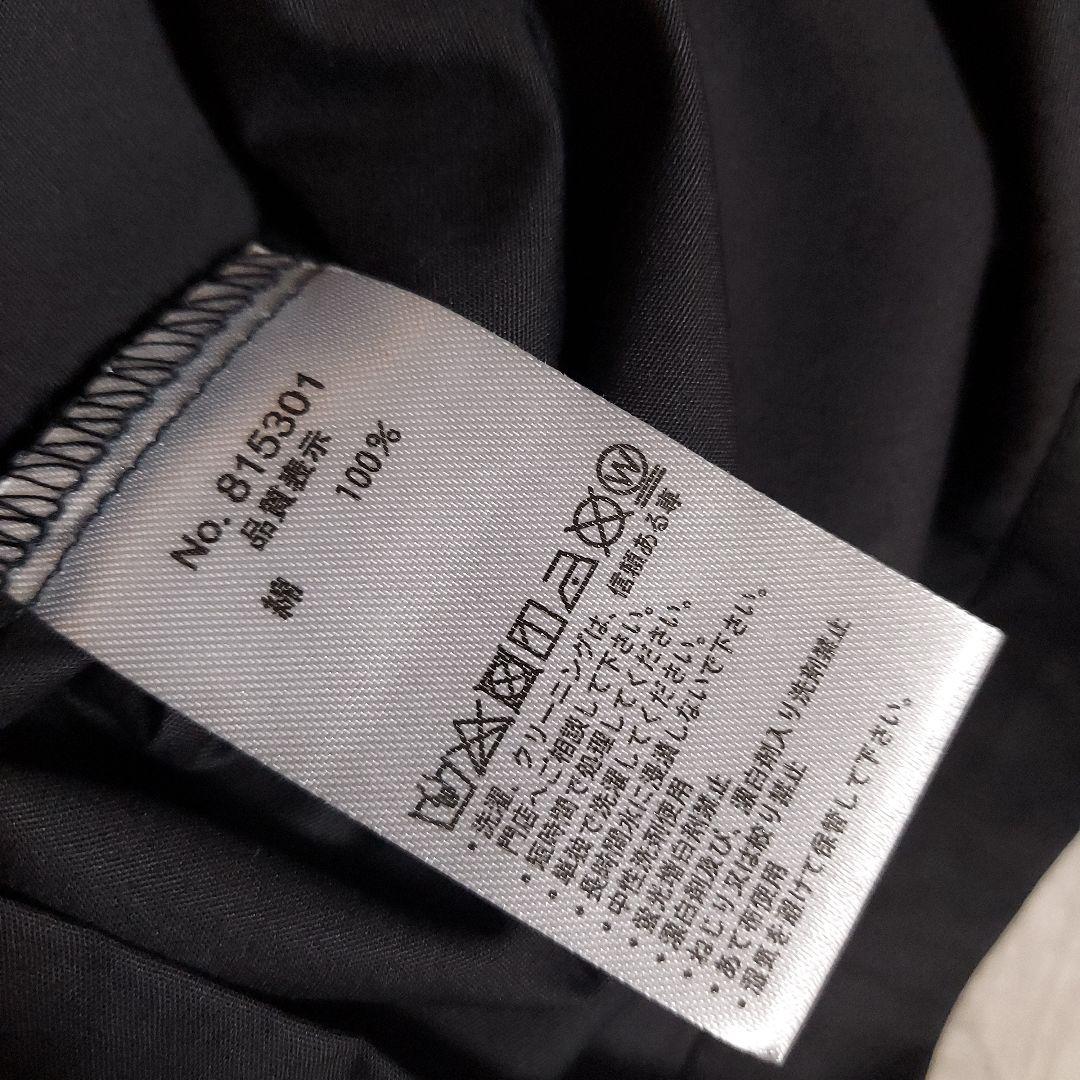 No. 815301
品質表示
綿 100%
W
・洗濯、クリーニングは、信頼ある専
門店へご相談して下さい。
・短時間で処理してください。
・単独で洗濯してください。
・長時間水に浸漬しないで下さい。
・中性洗剤使用
・蛍光増白剤禁止
・漂白剤及び、漂白剤入り洗剤禁止
・ねじり又は絞り禁止
・あて布使用
・湿気を避けて保管して下さい。